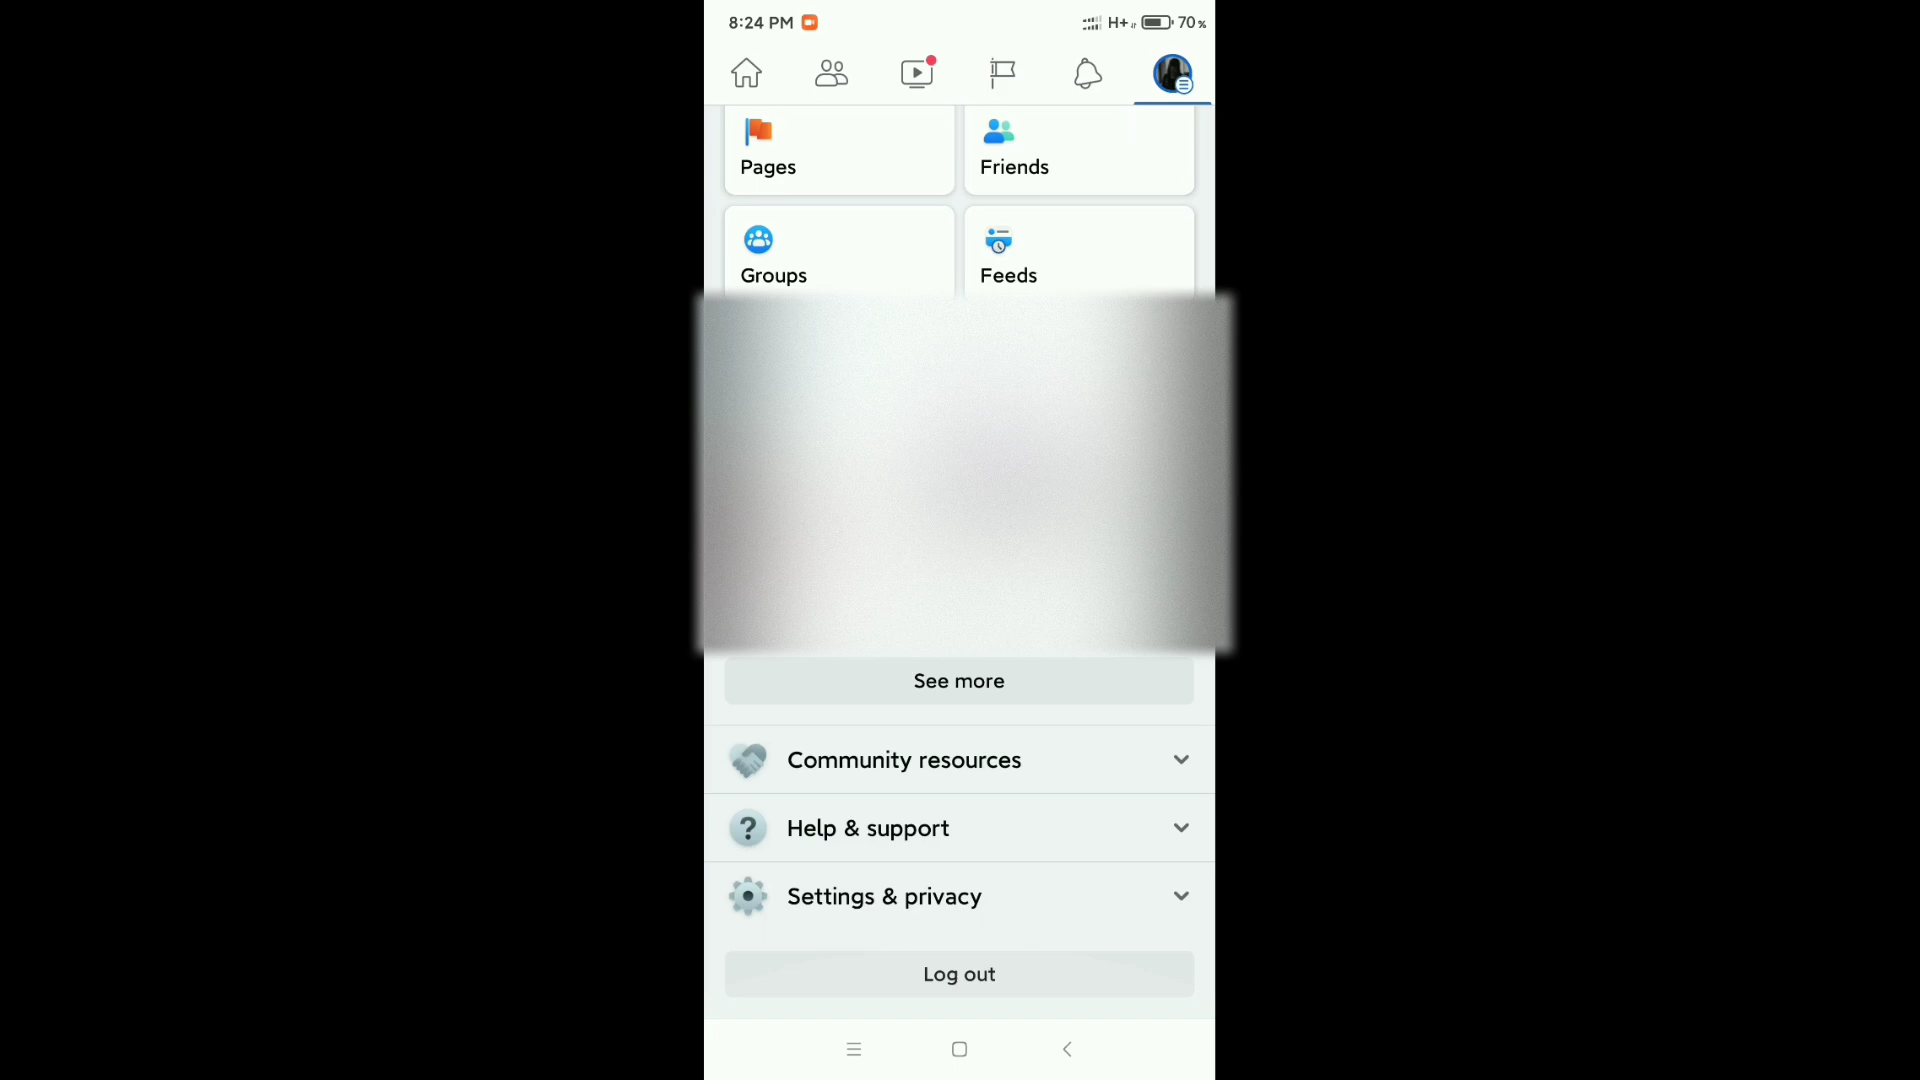 8:24 PM H+ 70%
Pages Friends
Groups Feeds
See more
Community resources
? Help & support
Settings & privacy
Log out